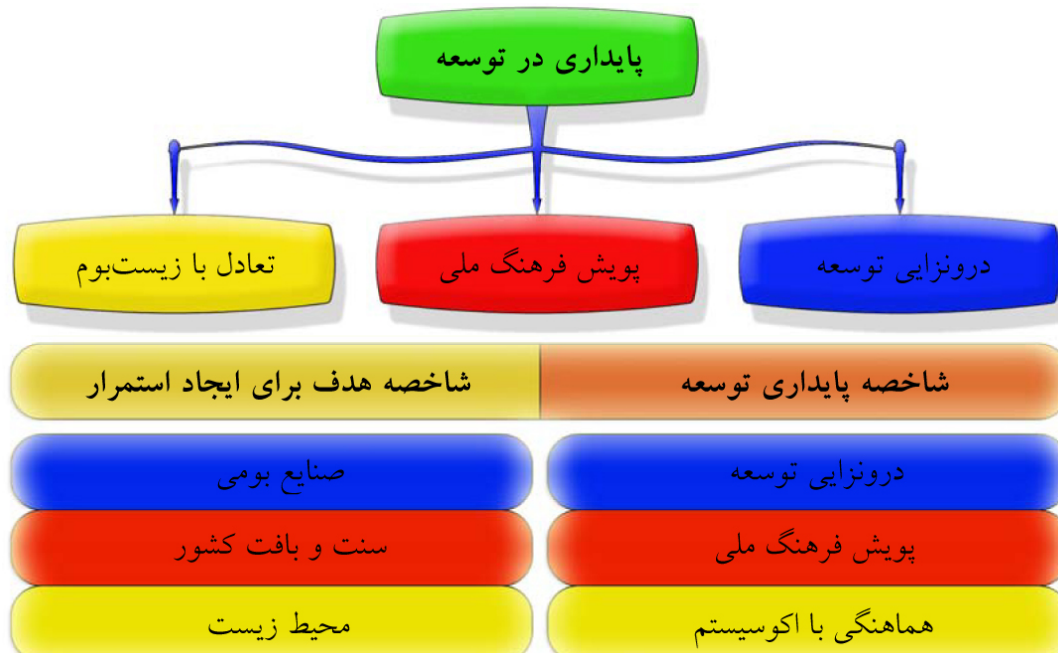 پایداری در توسعه
درونزایی توسعه
پویش فرهنگ ملی
تعادل با زیست‌بوم
شاخصه پایداری توسعه
شاخصه هدف برای ایجاد استمرار
درونزایی توسعه
صنایع بومی
پویش فرهنگ ملی
سنت و بافت کشور
هماهنگی با اکوسیستم
محیط زیست